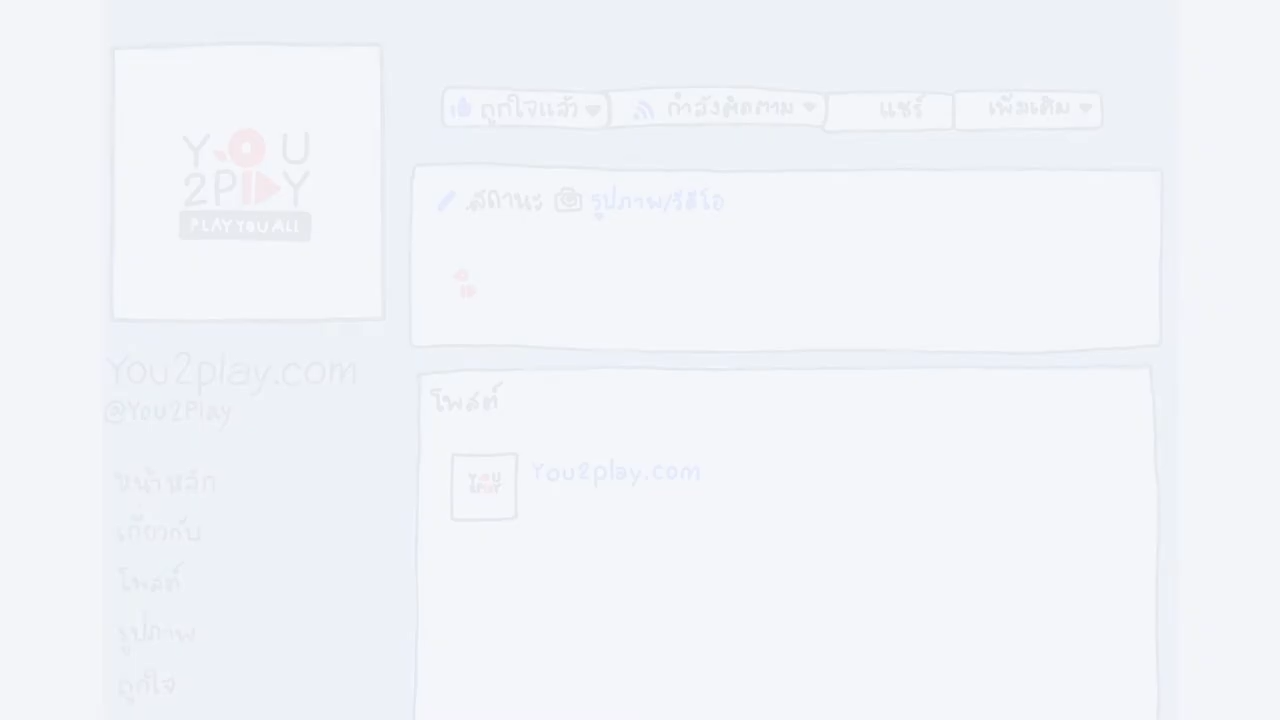 YOU
2PLAY
PLAY YOU ALL
You2play.com
@You2Play
หน้าหลัก
เกี่ยวกับ
โพสต์
รูปภาพ
ถูกใจ
ถูกใจแล้ว กำลังติดตาม แชร์ เพิ่มเติม
สถานะ รูปภาพ/วีดีโอ
โพสต์
YOU
2PLAY
You2play.com